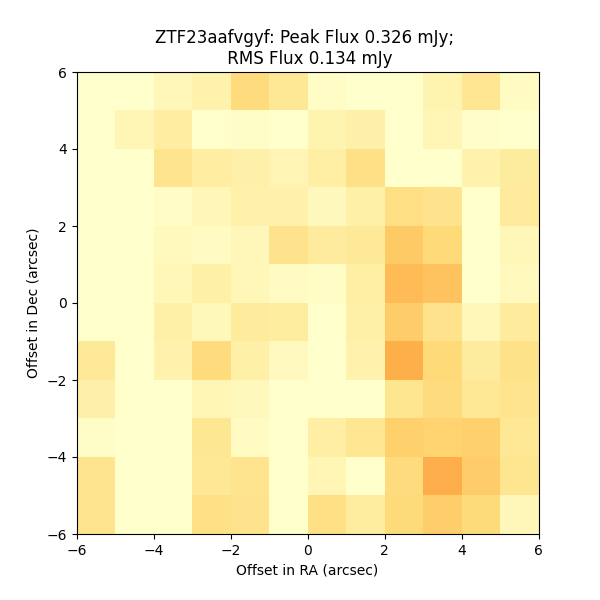 ZTF23aafvgyf: Peak Flux 0.326 mJy;
RMS Flux 0.134 mJy
6
4
2
0
−2
−4
−6
Offset in Dec (arcsec)
−6 −4 −2 0 2 4 6
Offset in RA (arcsec)